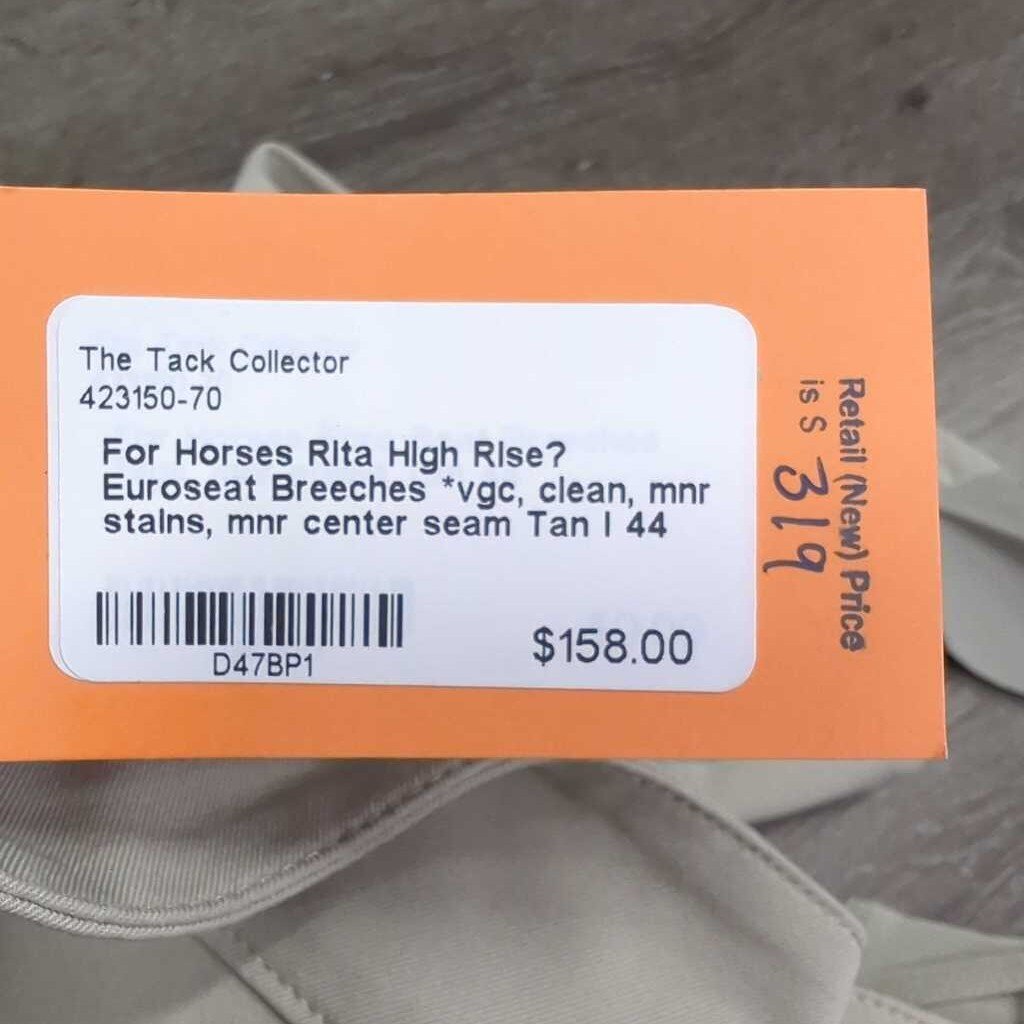 The Tack Collector
423150-70
For Horses Rita High Rise?
Euroseat Breeches *vgc, clean, mnr
stains, mnr center seam Tan I 44
D47BP1
$158.00
Retail (New) Price
is $ 319